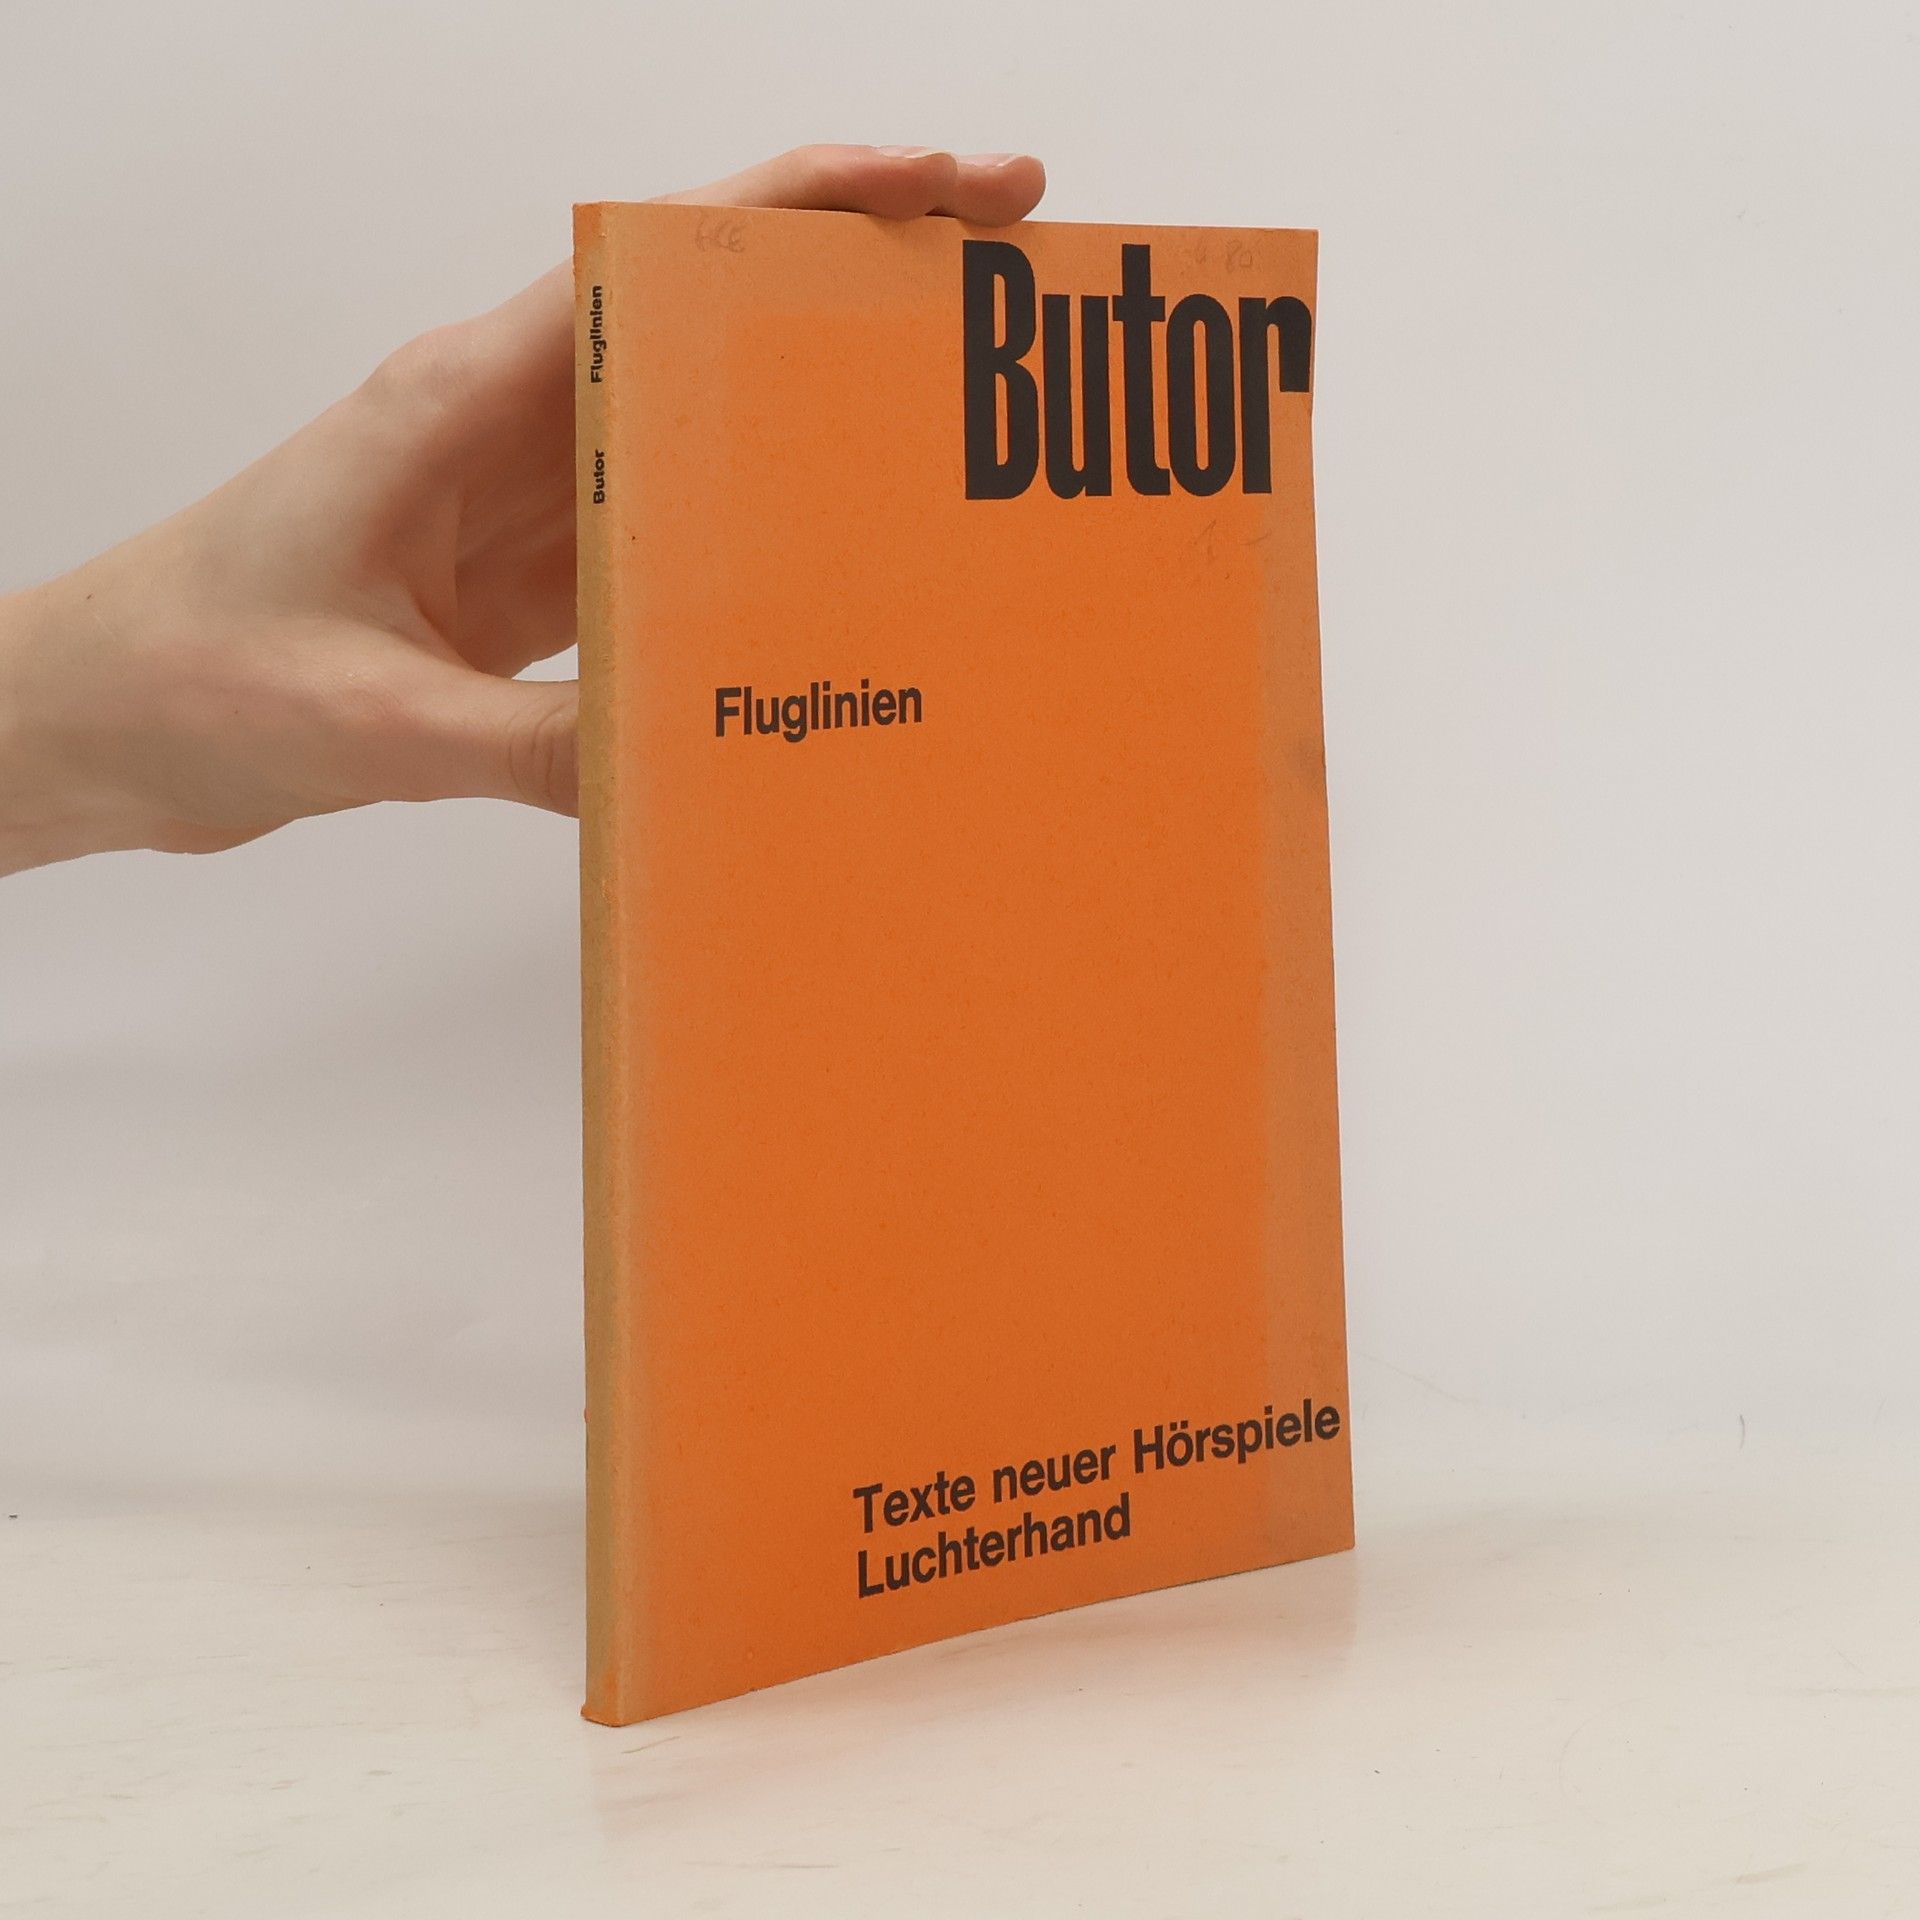 Butor
Fluglinien
Texte neuer Hörspiele
Luchterhand
Butor Fluglinien